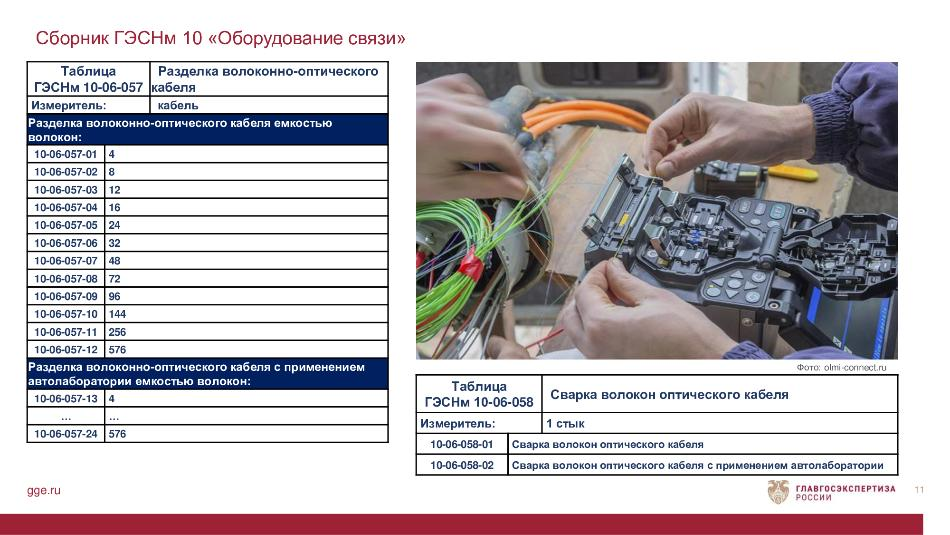 Сборник ГЭСНм 10 «Оборудование связи»
Таблица
ГЭСНм 10-06-057
Разделка волоконно-оптического
кабеля
Измеритель:
кабель
Разделка волоконно-оптического кабеля емкостью
волокон:
10-06-057-01 4
10-06-057-02 8
10-06-057-03 12
10-06-057-04 16
10-06-057-05 24
10-06-057-06 32
10-06-057-07 48
10-06-057-08 72
10-06-057-09 96
10-06-057-10 144
10-06-057-11 256
10-06-057-12 576
Разделка волоконно-оптического кабеля с применением
автолаборатории емкостью волокон:
10-06-057-13 4
... ...
10-06-057-24 576
Фото: olmi-connect.ru
Таблица
ГЭСНм 10-06-058
Сварка волокон оптического кабеля
Измеритель:
1 стык
10-06-058-01 Сварка волокон оптического кабеля
10-06-058-02 Сварка волокон оптического кабеля с применением автолаборатории
gge.ru
ГЛАВГОСЭКСПЕРТИЗА
РОССИИ
11